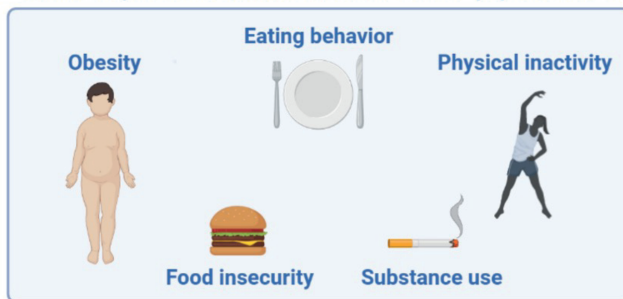 Eating behavior
Obesity
Physical inactivity
Food insecurity
Substance use